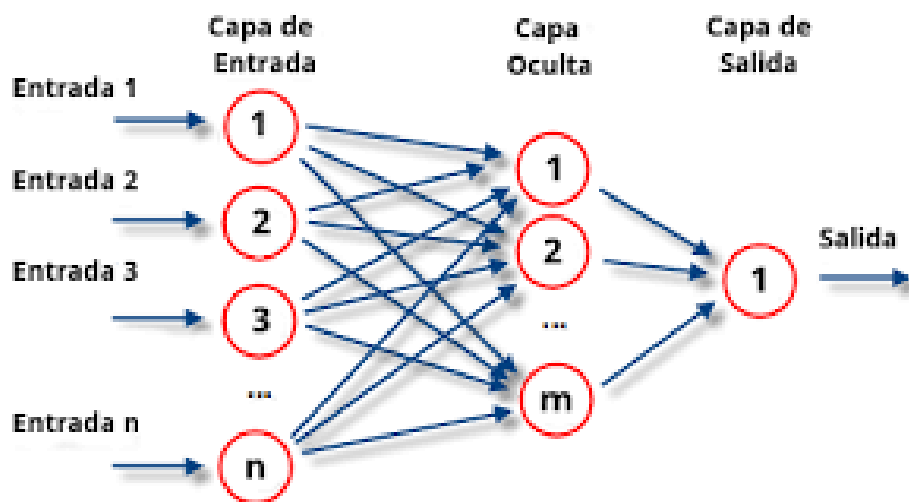 Capa de
Entrada
Capa
Oculta
Capa de
Salida
Entrada 1
1
Entrada 2
2
Entrada 3
3
...
Entrada n
n
1
2
...
m
1
Salida